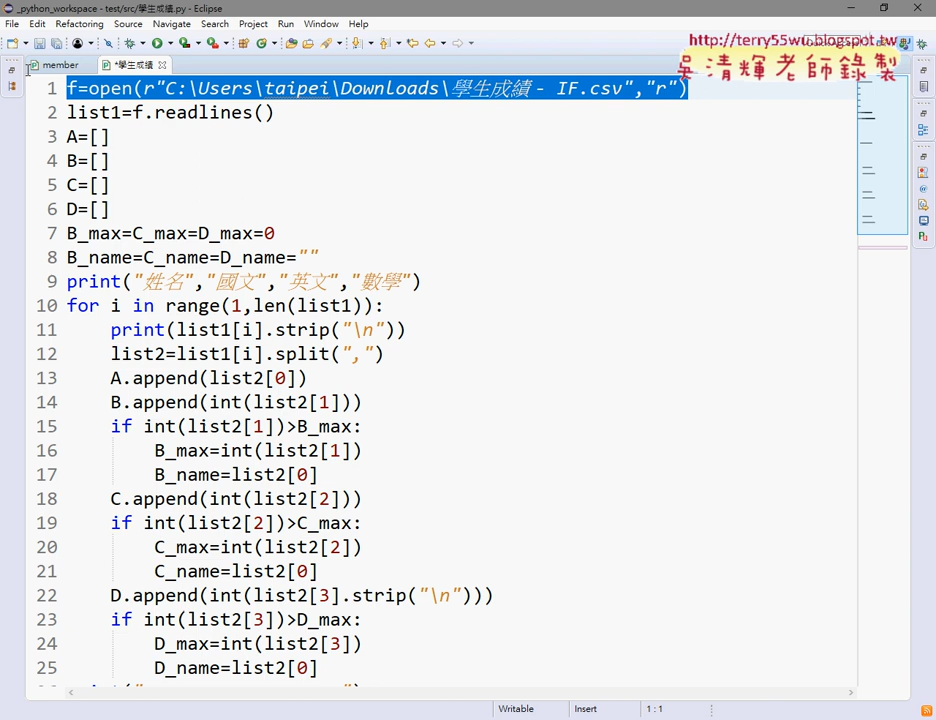 _python_workspace - test/src/學生成績.py - Eclipse
File Edit Refactoring Source Navigate Search Project Run Window Help
http://terry55wu.blogspot.tw
吳清輝老師錄製
member *學生成績
1 f=open(r"C:\Users\taipei\Downloads\學生成績 - IF.csv","r")
2 list1=f.readlines()
3 A=[]
4 B=[]
5 C=[]
6 D=[]
7 B_max=C_max=D_max=0
8 B_name=C_name=D_name=""
9 print("姓名","國文","英文","數學")
10 for i in range(1,len(list1)):
11 print(list1[i].strip("\n"))
12 list2=list1[i].split(",")
13 A.append(list2[0])
14 B.append(int(list2[1]))
15 if int(list2[1])>B_max:
16 B_max=int(list2[1])
17 B_name=list2[0]
18 C.append(int(list2[2]))
19 if int(list2[2])>C_max:
20 C_max=int(list2[2])
21 C_name=list2[0]
22 D.append(int(list2[3].strip("\n")))
23 if int(list2[3])>D_max:
24 D_max=int(list2[3])
25 D_name=list2[0]
Writable Insert 1 : 1